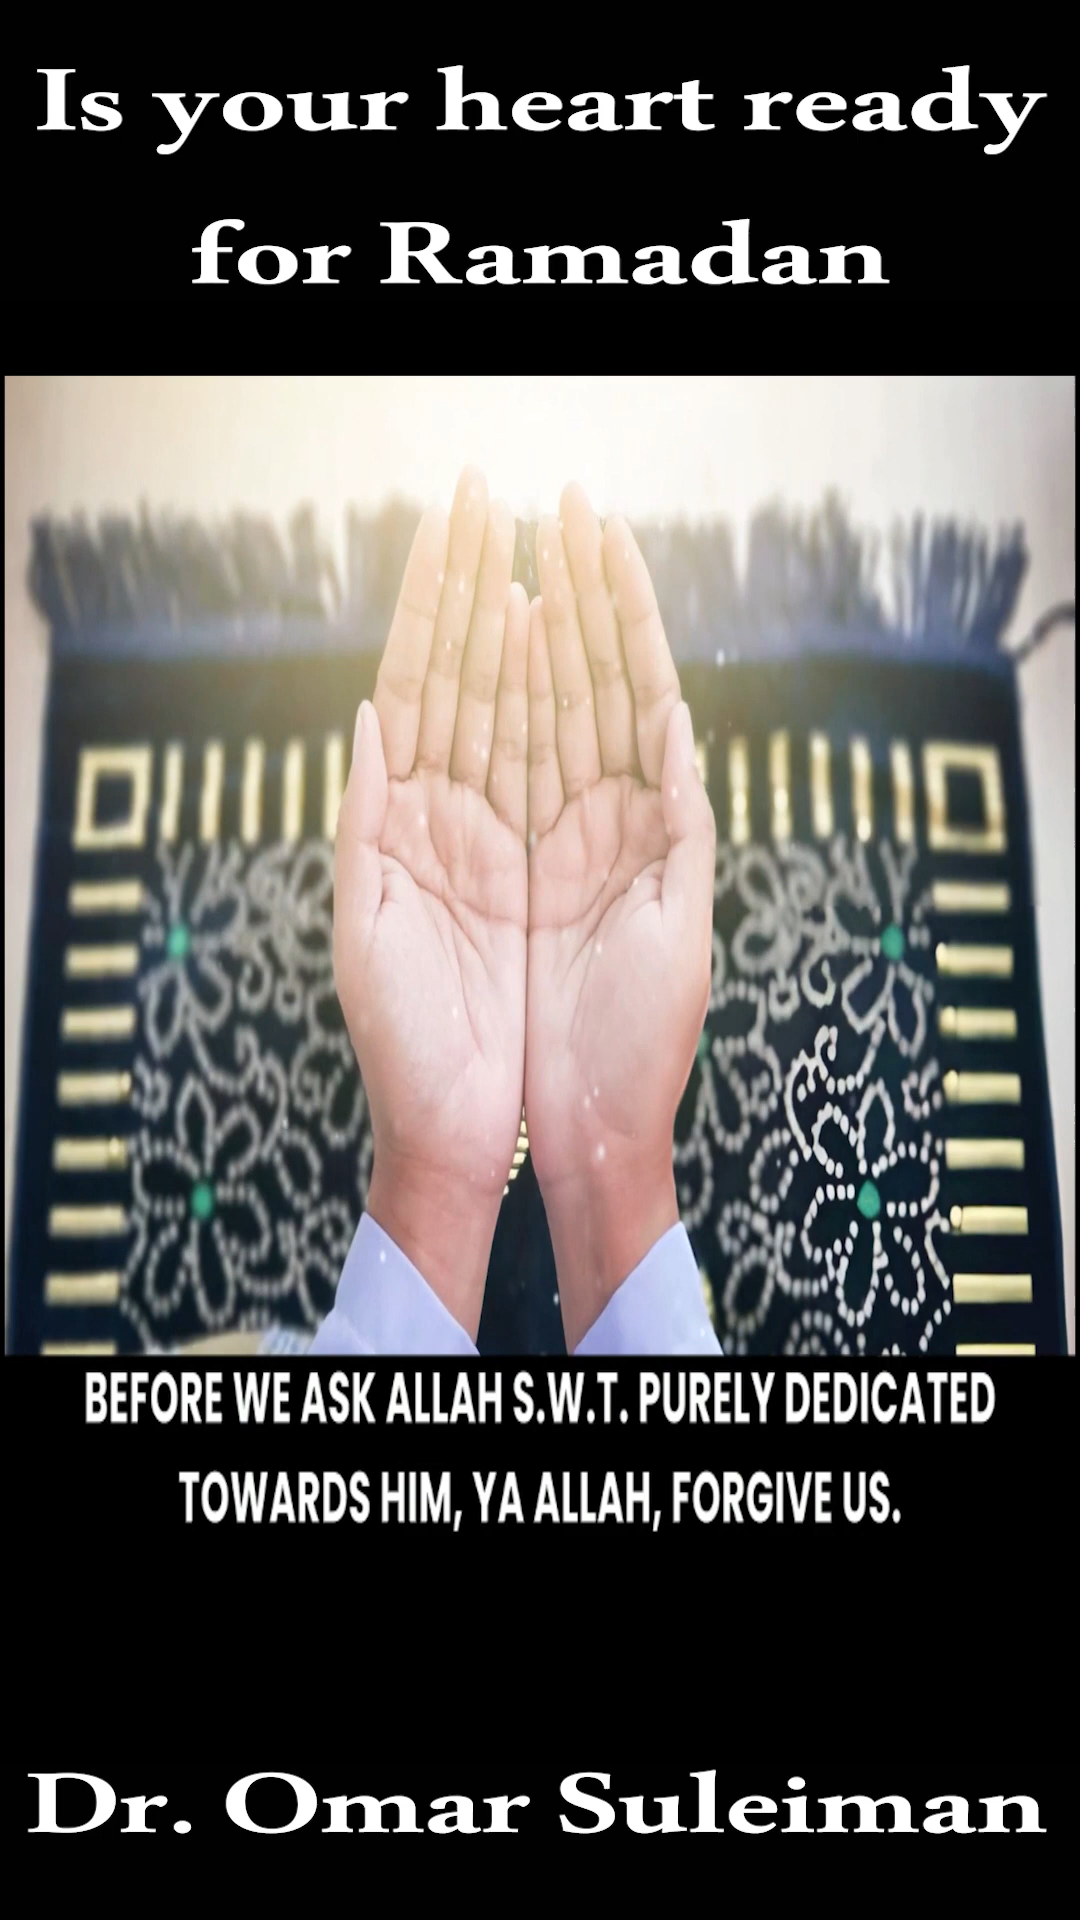 Is your heart ready
for Ramadan
BEFORE WE ASK ALLAH S.W.T. PURELY DEDICATED
TOWARDS HIM, YA ALLAH, FORGIVE US.
Dr. Omar Suleiman